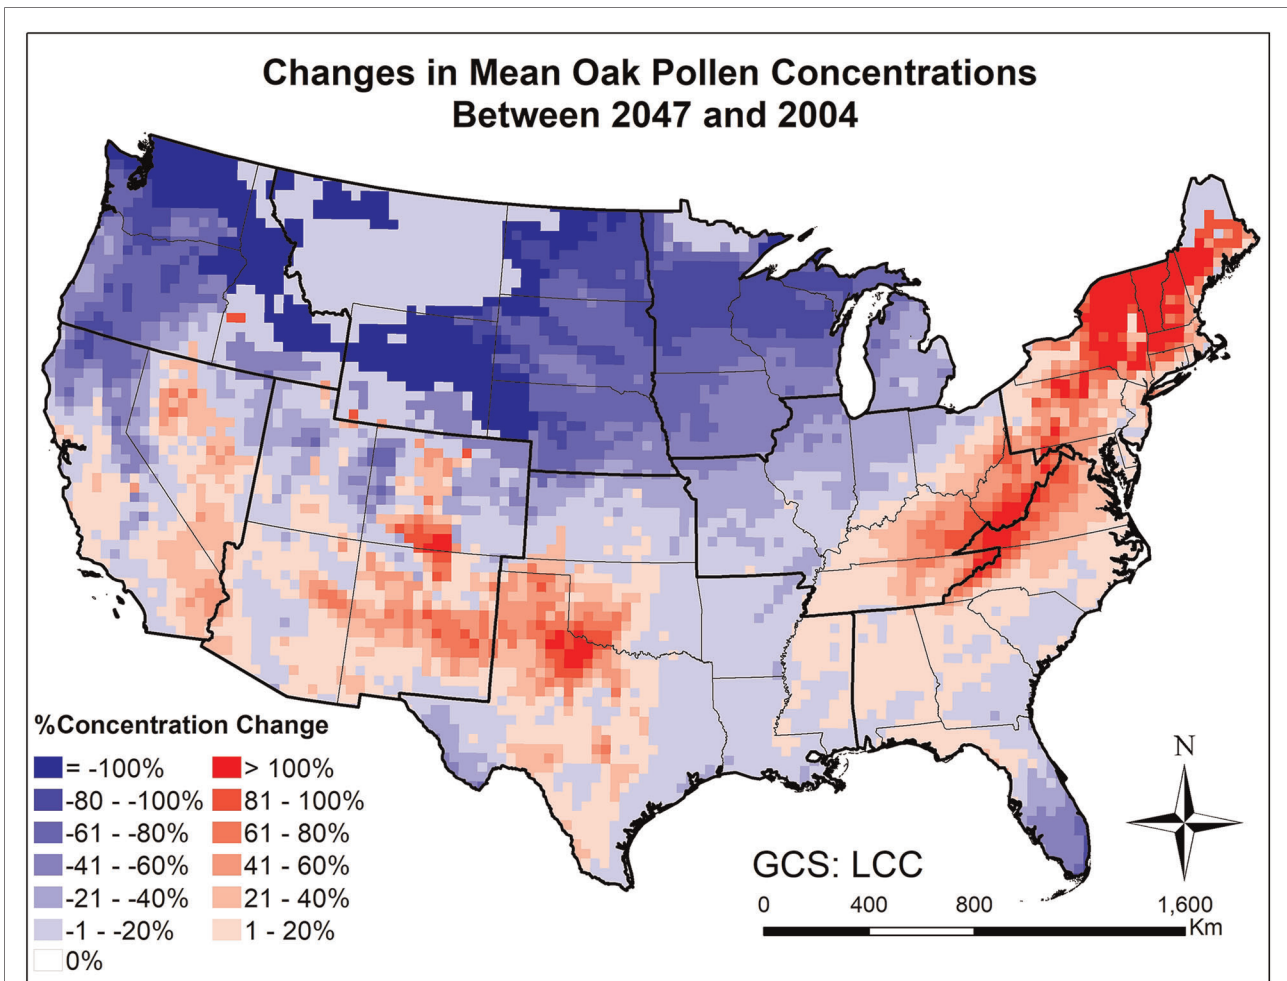 Changes in Mean Oak Pollen Concentrations
Between 2047 and 2004
%Concentration Change
= -100%
-80 - -100%
-61 - -80%
-41 - -60%
-21 - -40%
-1 - -20%
0%
> 100%
81 - 100%
61 - 80%
41 - 60%
21 - 40%
1 - 20%
N
GCS: LCC
0 400 800 1,600
Km